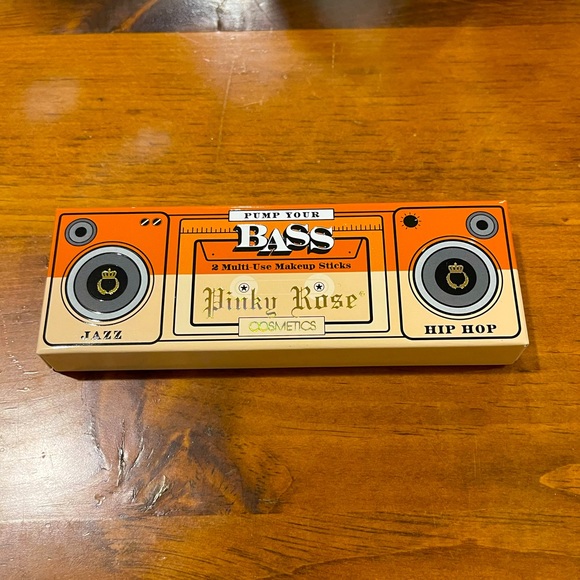 PUMP YOUR
BASS
2 Multi-Use Makeup Sticks
Pinky Rose
COSMETICS
JAZZ
HIP HOP